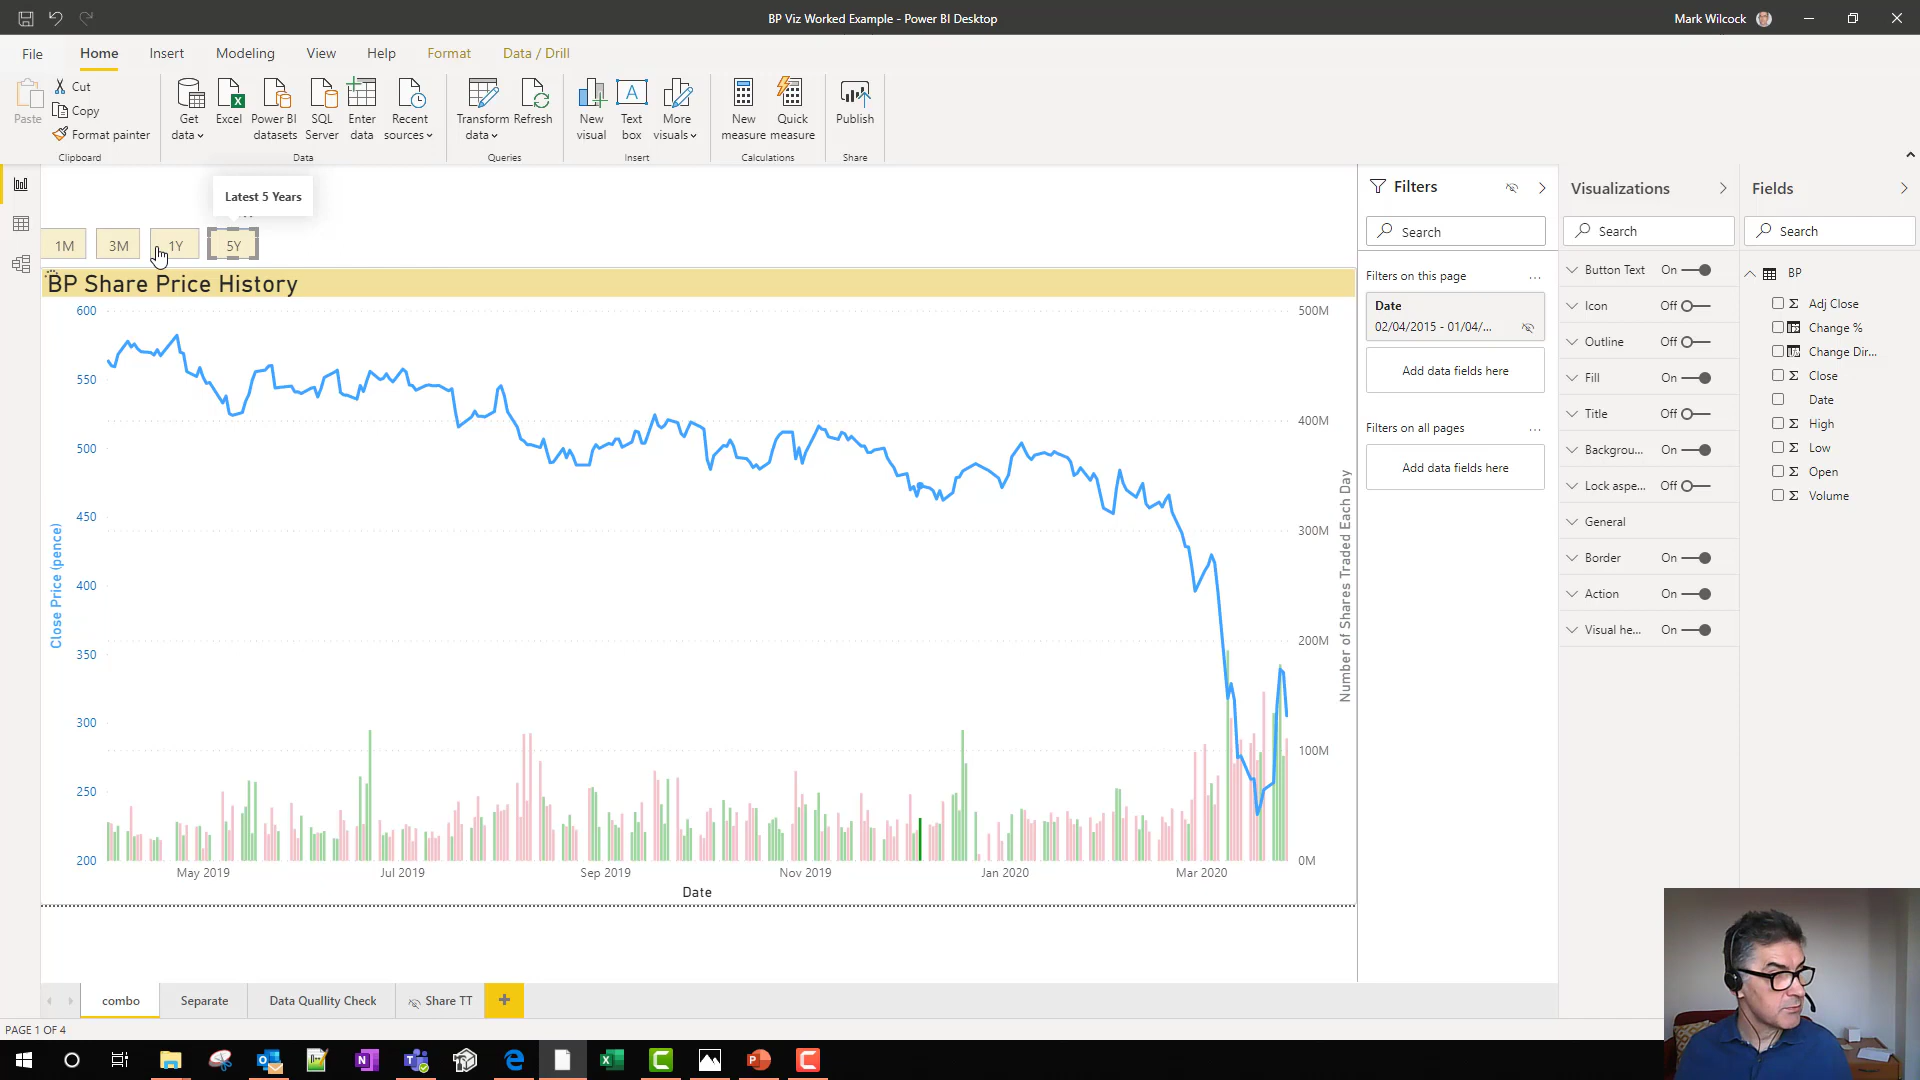 BP Viz Worked Example - Power BI Desktop
Mark Wilcock
File Home Insert Modeling View Help Format Data / Drill
Paste
Cut
Copy
Format painter
Clipboard
Get data
Excel
Power BI datasets
SQL Server
Enter data
Recent sources
Data
Transform data
Refresh
Queries
New visual
Text box
More visuals
Insert
New measure
Quick measure
Calculations
Publish
Share
Latest 5 Years
1M 3M 1Y 5Y
BP Share Price History
600
550
500
450
400
350
300
250
200
Close Price (pence)
500M
400M
300M
200M
100M
0M
Number of Shares Traded Each Day
May 2019 Jul 2019 Sep 2019 Nov 2019 Jan 2020 Mar 2020
Date
Filters
Search
Filters on this page ...
Date
02/04/2015 - 01/04/...
Add data fields here
Filters on all pages ...
Add data fields here
Visualizations
Search
Button Text On
Icon Off
Outline Off
Fill On
Title Off
Backgrou... On
Lock aspe... Off
General
Border On
Action On
Visual he... On
Fields
Search
BP
Adj Close
Change %
Change Dir...
Close
Date
High
Low
Open
Volume
combo Separate Data Quallity Check Share TT +
PAGE 1 OF 4